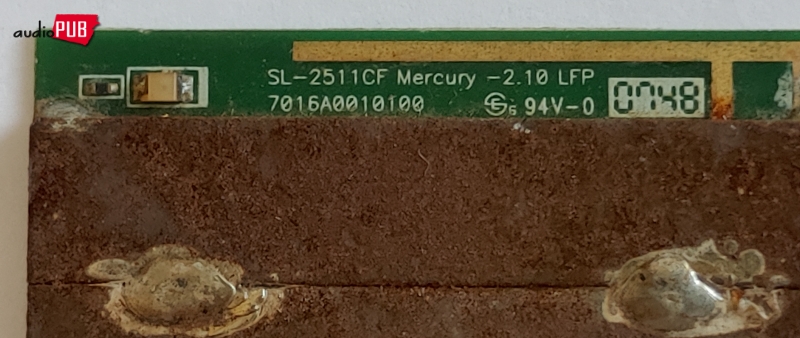 audioPUB
SL-2511CF Mercury -2.10 LFP
7016A0010100
G 94V-0
0748